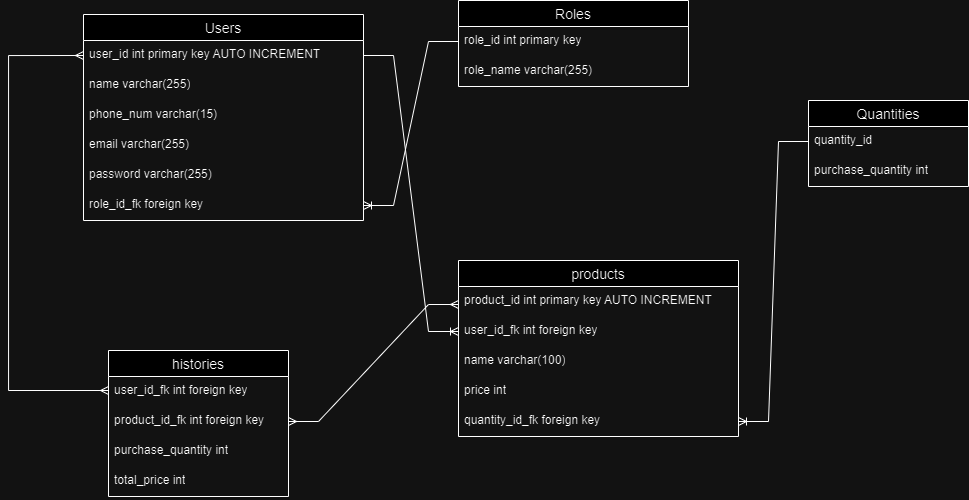 Users
user_id int primary key AUTO INCREMENT
name varchar(255)
phone_num varchar(15)
email varchar(255)
password varchar(255)
role_id_fk foreign key
Roles
role_id int primary key
role_name varchar(255)
Quantities
quantity_id
purchase_quantity int
products
product_id int primary key AUTO INCREMENT
user_id_fk int foreign key
name varchar(100)
price int
quantity_id_fk foreign key
histories
user_id_fk int foreign key
product_id_fk int foreign key
purchase_quantity int
total_price int